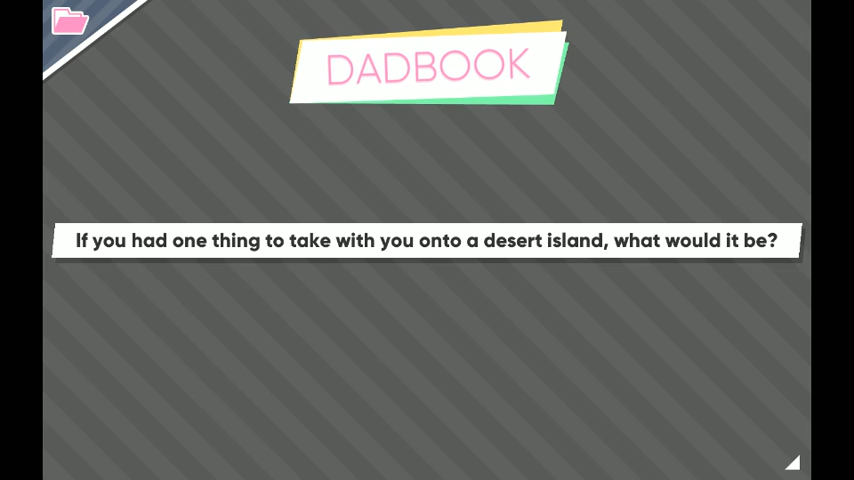 DADBOOK
If you had one thing to take with you onto a desert island, what would it be?